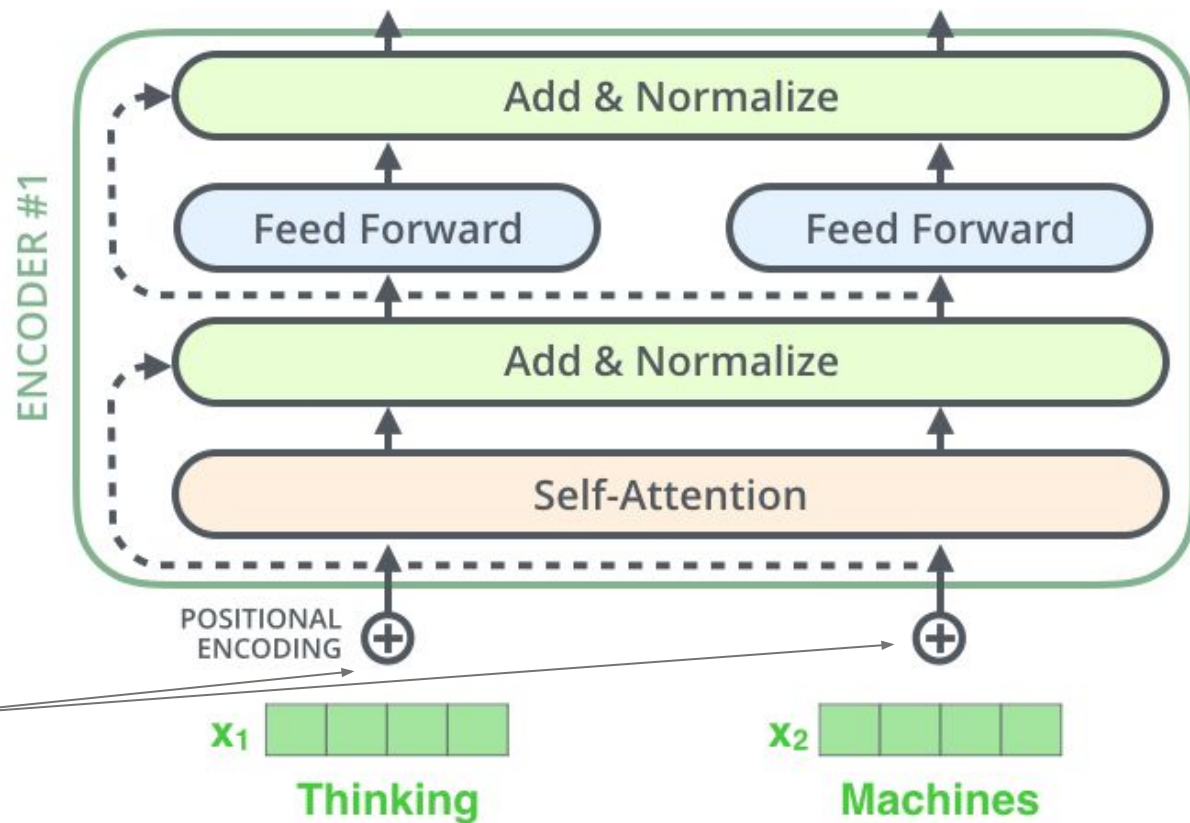 Add & Normalize
Feed Forward
Feed Forward
ENCODER #1
Add & Normalize
Self-Attention
POSITIONAL
ENCODING
x₁
x₂
Thinking
Machines